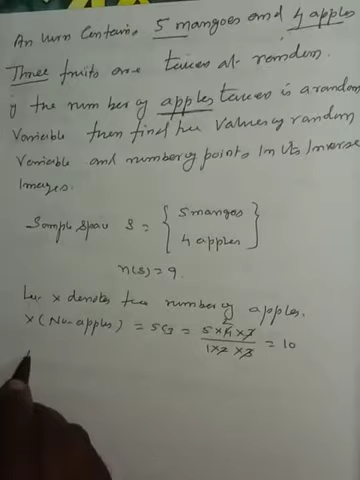 An Urn Contains 5 mangoes and 4 apples
Three fruits are taken at random.
if the number of apples taken is a random
Variable then find the values of random
Variable and number of points in its inverse
Images.
Sample space S = { 5 mangoes
4 apples }
n(S) = 9.
Let x denotes the number of apples.
X (No apples) = 5C3 = 5×4×3 / 1×2×3 = 10